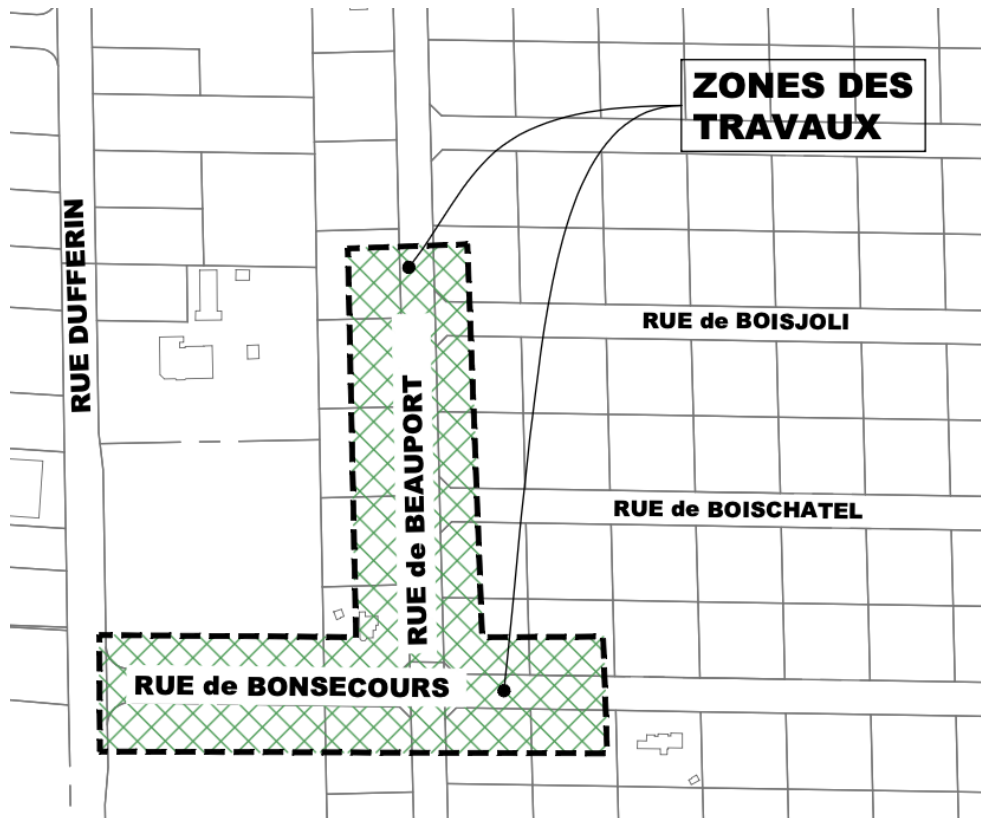 ZONES DES
TRAVAUX
RUE DUFFERIN
RUE de BOISJOLI
RUE de BEAUPORT
RUE de BOISCHATEL
RUE de BONSECOURS